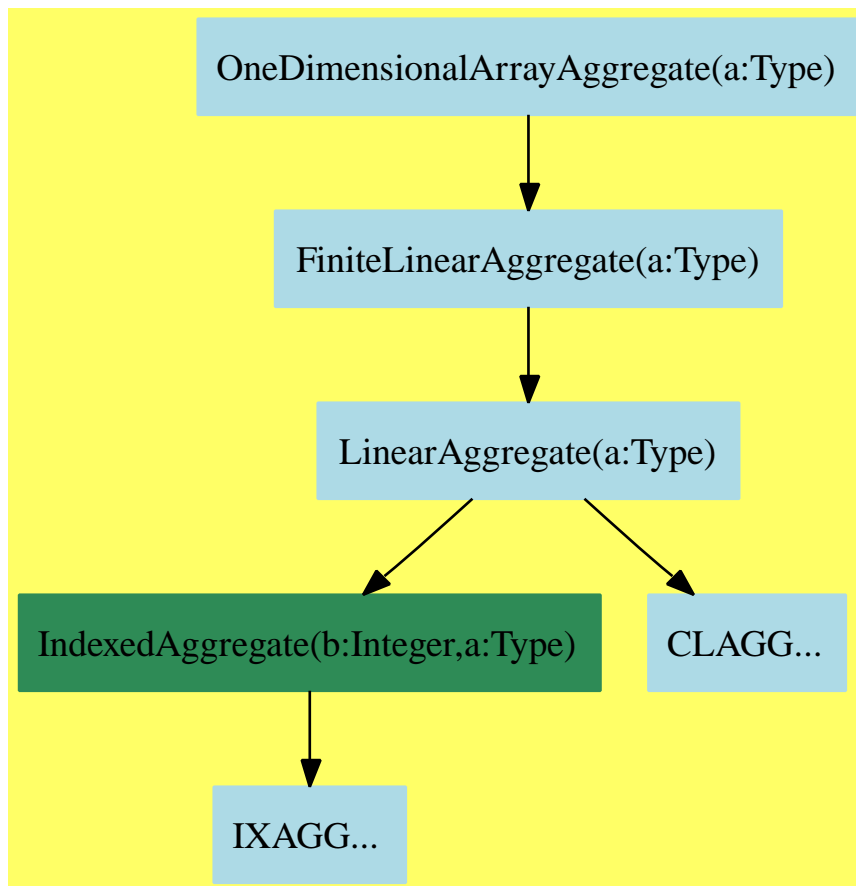 OneDimensionalArrayAggregate(a:Type)
FiniteLinearAggregate(a:Type)
LinearAggregate(a:Type)
IndexedAggregate(b:Integer,a:Type)
CLAGG...
IXAGG...